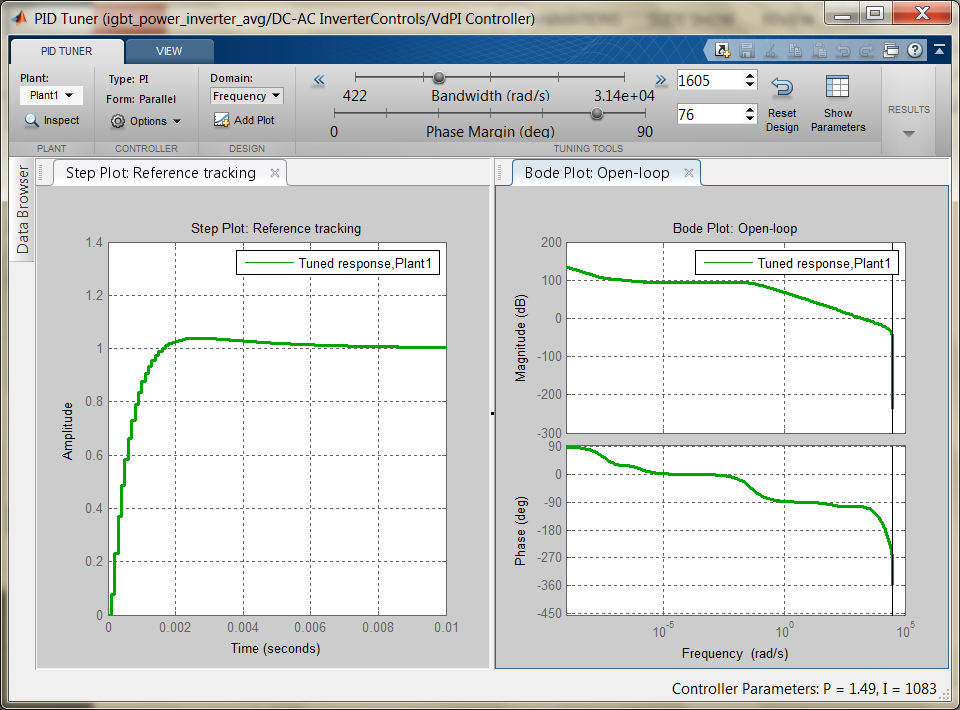 PID Tuner (igbt_power_inverter_avg/DC-AC InverterControls/VdPI Controller)
PID TUNER VIEW
Plant: Type: PI Domain: 1605
Plant1 Form: Parallel Frequency 422 Bandwidth (rad/s) 3.14e+04
Inspect Options Add Plot 0 Phase Margin (deg) 90 76
Reset Design
Show Parameters
RESULTS
PLANT CONTROLLER DESIGN TUNING TOOLS
Data Browser
Step Plot: Reference tracking
Step Plot: Reference tracking
Tuned response,Plant1
Amplitude
1.4
1.2
1
0.8
0.6
0.4
0.2
0
0 0.002 0.004 0.006 0.008 0.01
Time (seconds)
Bode Plot: Open-loop
Bode Plot: Open-loop
Tuned response,Plant1
Magnitude (dB)
200
100
0
-100
-200
-300
Phase (deg)
90
0
-90
-180
-270
-360
-450
10^-5 10^0 10^5
Frequency (rad/s)
Controller Parameters: P = 1.49, I = 1083